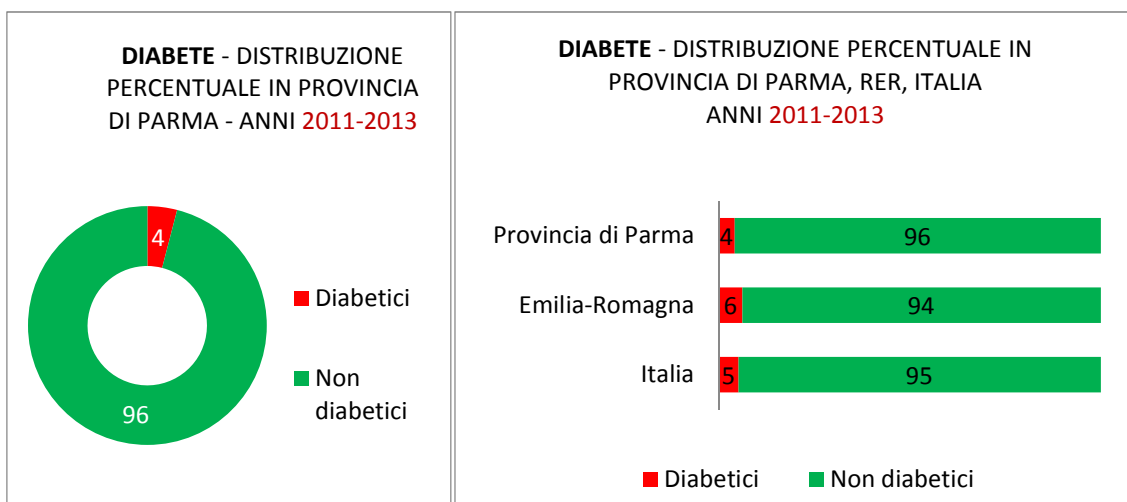 DIABETE - DISTRIBUZIONE
PERCENTUALE IN PROVINCIA
DI PARMA - ANNI 2011-2013
4
96
Diabetici
Non
diabetici
DIABETE - DISTRIBUZIONE PERCENTUALE IN
PROVINCIA DI PARMA, RER, ITALIA
ANNI 2011-2013
Provincia di Parma 4 96
Emilia-Romagna 6 94
Italia 5 95
Diabetici Non diabetici